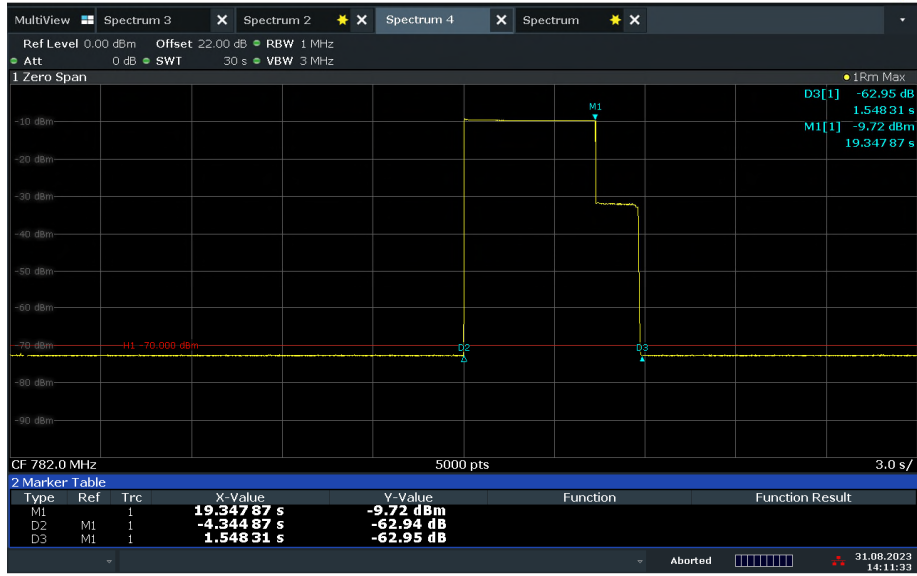 MultiView Spectrum 3 X Spectrum 2 X Spectrum 4 X Spectrum X
Ref Level 0.00 dBm Offset 22.00 dB RBW 1 MHz
Att 0 dB SWT 30 s VBW 3 MHz
1 Zero Span 1Rm Max
D3[1] -62.95 dB
1.548 31 s
M1[1] -9.72 dBm
19.347 87 s
M1
-10 dBm
-20 dBm
-30 dBm
-40 dBm
-50 dBm
-60 dBm
-70 dBm H1 -70.000 dBm D2 D3
-80 dBm
-90 dBm
CF 782.0 MHz 5000 pts 3.0 s/
2 Marker Table
Type Ref Trc X-Value Y-Value Function Function Result
M1 1 19.347 87 s -9.72 dBm
D2 M1 1 -4.344 87 s -62.94 dB
D3 M1 1 1.548 31 s -62.95 dB
Aborted 31.08.2023
14:11:33